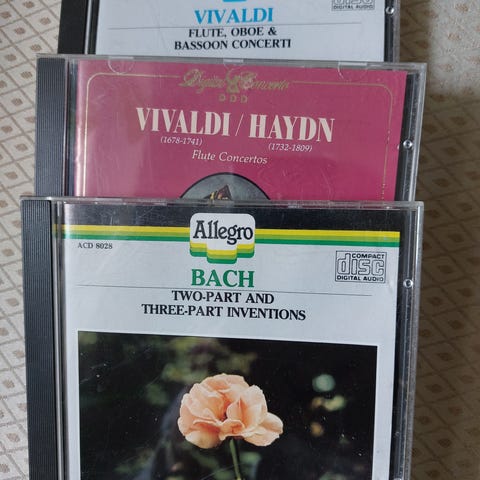 VIVALDI
FLUTE, OBOE &
BASSOON CONCERTI
DIGITAL AUDIO
Digital Concerto
VIVALDI / HAYDN
(1678-1741) (1732-1809)
Flute Concertos
Allegro
ACD 8028
COMPACT
disc
DIGITAL AUDIO
BACH
TWO-PART AND
THREE-PART INVENTIONS